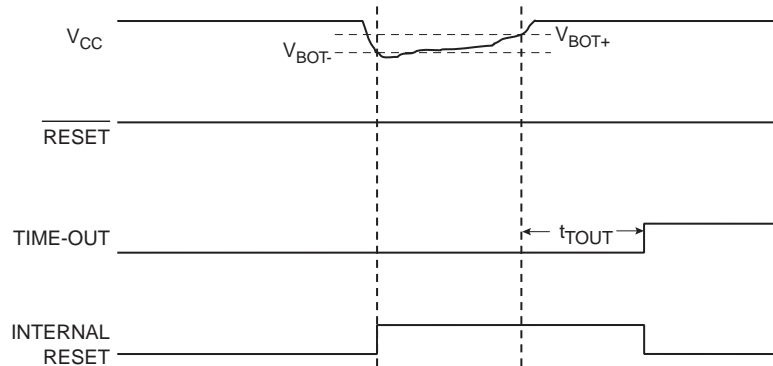 VCC
VBOT-
VBOT+
RESET
TIME-OUT
tTOUT
INTERNAL
RESET